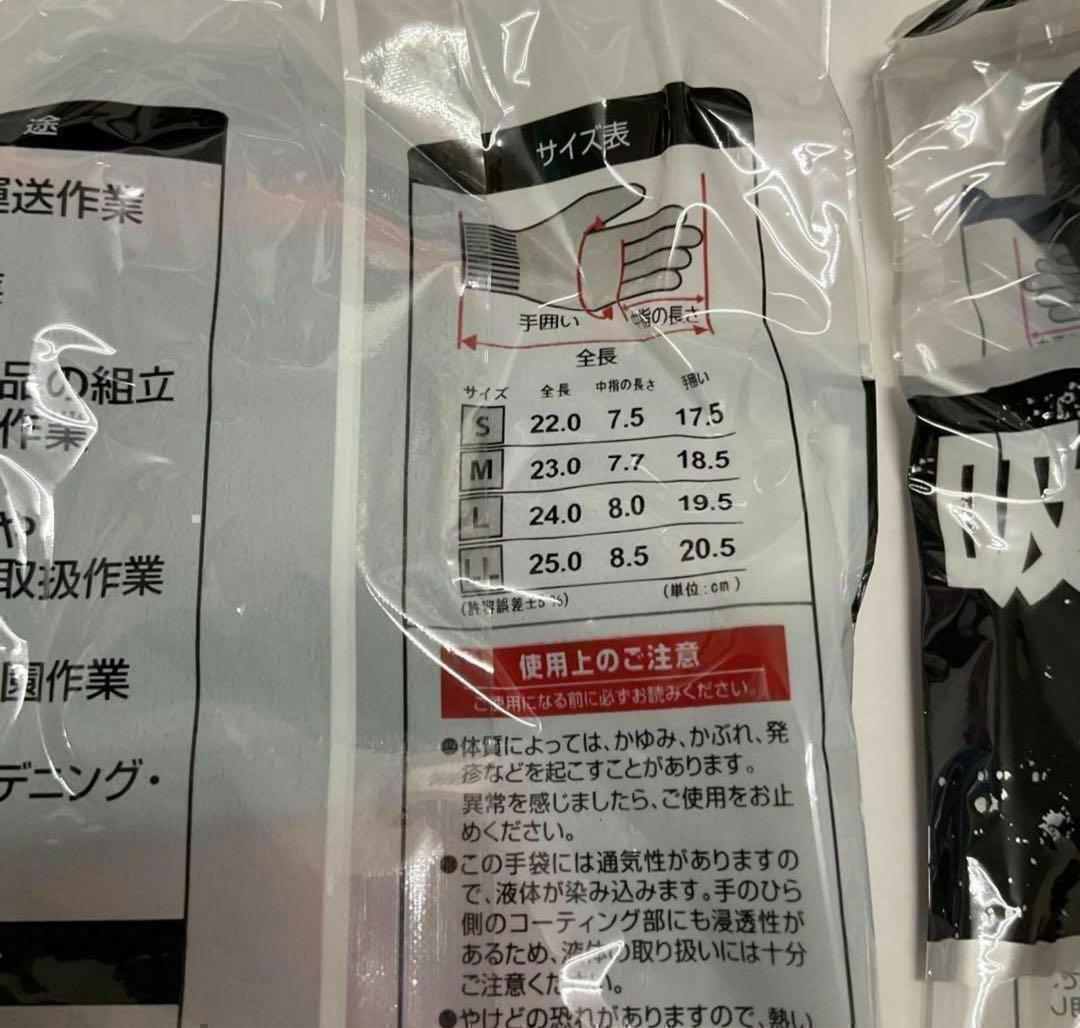 途
運送作業
品の組立
作業
や
取扱作業
園作業
デニング・
サイズ表
手囲い
中指の長さ
全長
サイズ 全長 中指の長さ 手囲い
S 22.0 7.5 17.5
M 23.0 7.7 18.5
L 24.0 8.0 19.5
LL 25.0 8.5 20.5
(許容誤差±5%) (単位:cm)
使用上のご注意
ご使用になる前に必ずお読みください。
●体質によっては、かゆみ、かぶれ、発
疹などを起こすことがあります。
異常を感じましたら、ご使用をお止
めください。
●この手袋には通気性がありますの
で、液体が染み込みます。手のひら
側のコーティング部にも浸透性が
あるため、液体の取り扱いには十分
ご注意ください。
●やけどの恐れがありますので、熱い